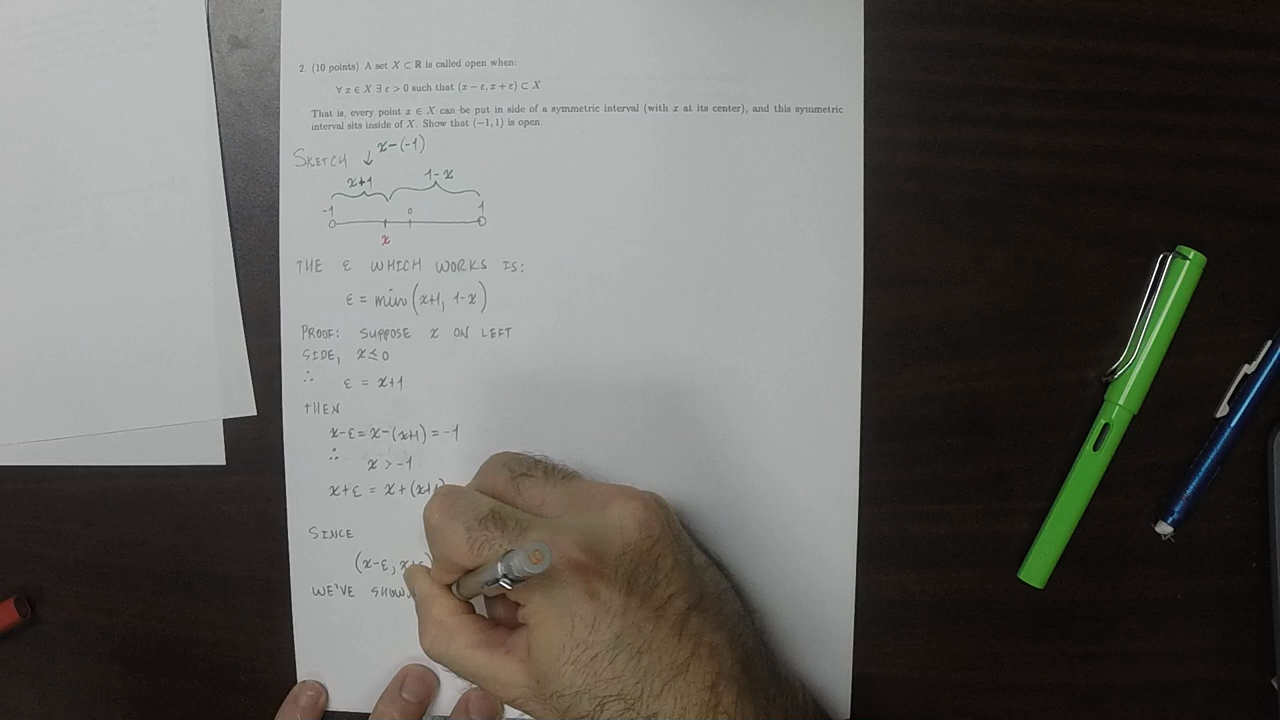 2. (10 points) A set X ⊂ R is called open when:
∀ x ∈ X ∃ ε > 0 such that (x − ε, x + ε) ⊂ X
That is, every point x ∈ X can be put in side of a symmetric interval (with x at its center), and this symmetric
interval sits inside of X. Show that (−1, 1) is open.
SKETCH ↓ x-(-1)
x+1 1-x
-1 0 1
x
THE ε WHICH WORKS IS:
ε = min(x+1, 1-x)
PROOF: SUPPOSE x ON LEFT
SIDE, x≤0
∴ ε = x+1
THEN
x-ε = x-(x+1) = -1
∴ x > -1
x+ε = x+(x+1)
SINCE
(x-ε, x+ε)
WE'VE